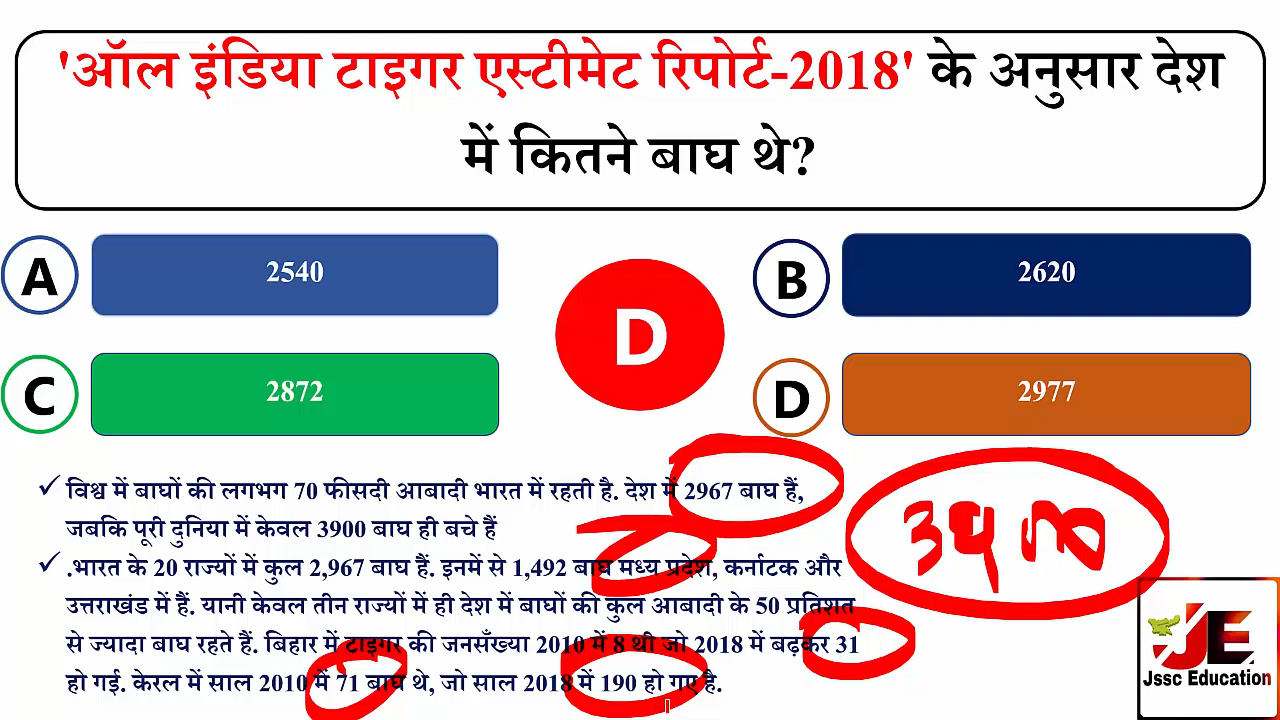 'ऑल इंडिया टाइगर एस्टीमेट रिपोर्ट-2018' के अनुसार देश
में कितने बाघ थे?
A
2540
B
2620
D
C
2872
D
2977
विश्व में बाघों की लगभग 70 फीसदी आबादी भारत में रहती है. देश में 2967 बाघ हैं,
जबकि पूरी दुनिया में केवल 3900 बाघ ही बचे हैं
.भारत के 20 राज्यों में कुल 2,967 बाघ हैं. इनमें से 1,492 बाघ मध्य प्रदेश, कर्नाटक और
उत्तराखंड में हैं. यानी केवल तीन राज्यों में ही देश में बाघों की कुल आबादी के 50 प्रतिशत
से ज्यादा बाघ रहते हैं. बिहार में टाइगर की जनसँख्या 2010 में 8 थी जो 2018 में बढ़कर 31
हो गई. केरल में साल 2010 में 71 बाघ थे, जो साल 2018 में 190 हो गए है.
JE
Jssc Education